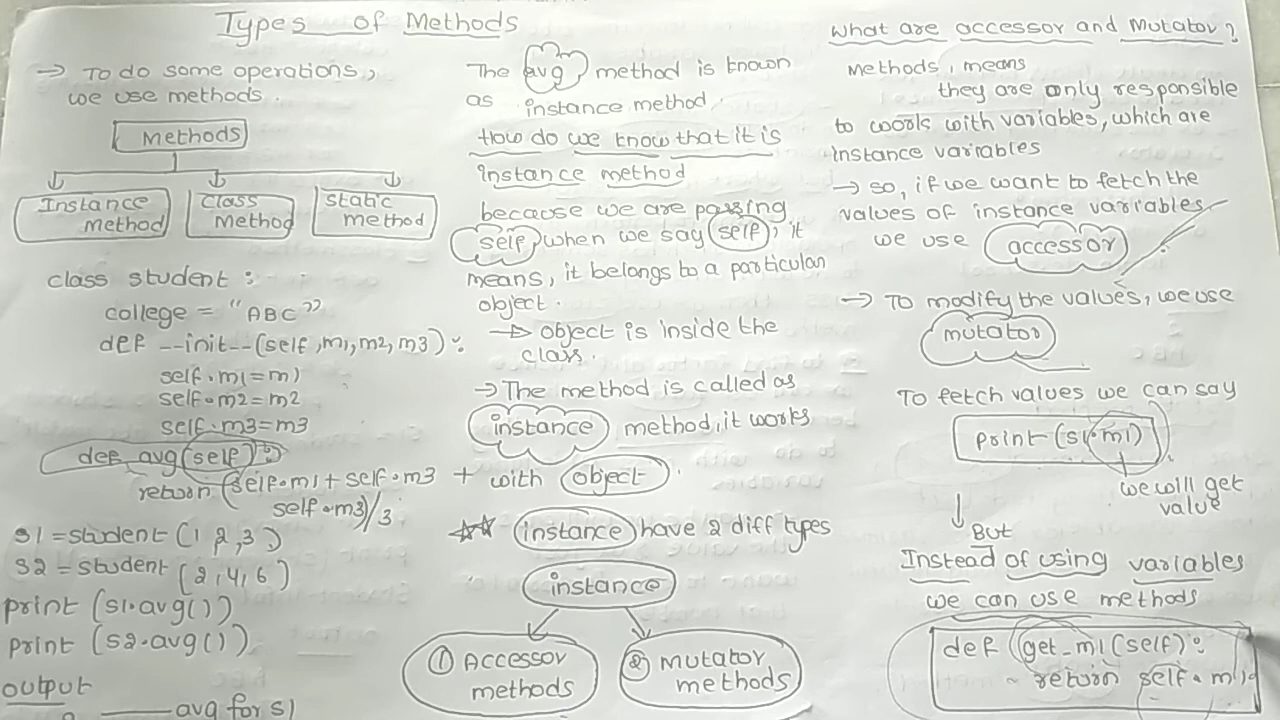 Types of Methods
→ To do some operations,
we use methods.
Methods
Instance method
Class Method
Static method
class student :
college = "ABC"
def __init__(self, m1, m2, m3) :
self.m1 = m1
self.m2 = m2
self.m3 = m3
def avg(self) :
return (self.m1 + self.m3 +
self.m3)/3
S1 = student (1 2, 3)
S2 = student (2, 4, 6)
print (s1.avg())
print (s2.avg())
output
avg for s1
The avg method is known
as instance method
How do we know that it is
instance method
because we are passing
self, when we say self, it
means, it belongs to a particular
object.
→ object is inside the
class.
→ The method is called as
instance method, it works
with object.
instance have 2 diff types
instance
① Accessor methods
② Mutator methods
What are accessor and Mutator?
Methods, means
they are only responsible
to work with variables, which are
instance variables
→ so, if we want to fetch the
values of instance variables
we use accessor
→ To modify the values, we use
mutator
To fetch values we can say
print (s1.m1)
we will get
value
But
Instead of using variables
we can use methods
def get_m1(self) :
return self.m1